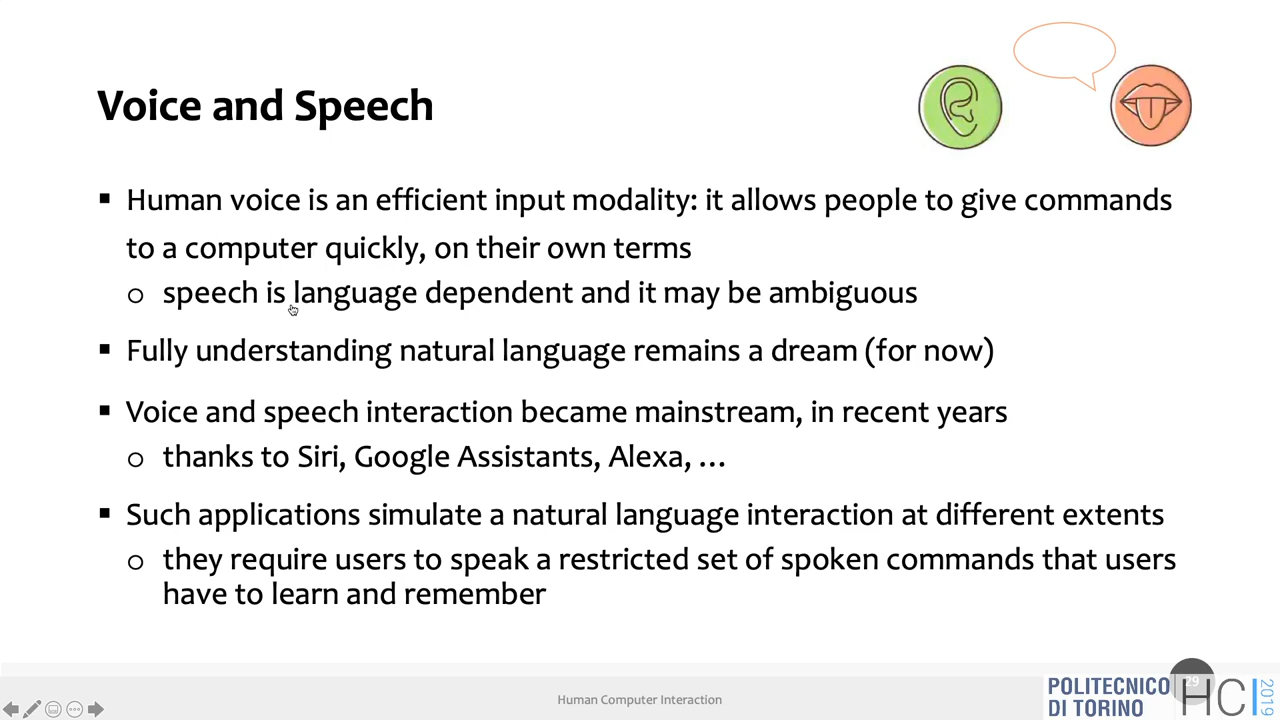 Voice and Speech
▪ Human voice is an efficient input modality: it allows people to give commands
to a computer quickly, on their own terms
o speech is language dependent and it may be ambiguous
▪ Fully understanding natural language remains a dream (for now)
▪ Voice and speech interaction became mainstream, in recent years
o thanks to Siri, Google Assistants, Alexa, …
▪ Such applications simulate a natural language interaction at different extents
o they require users to speak a restricted set of spoken commands that users
have to learn and remember
Human Computer Interaction
29
POLITECNICO
DI TORINO
HCI
2019